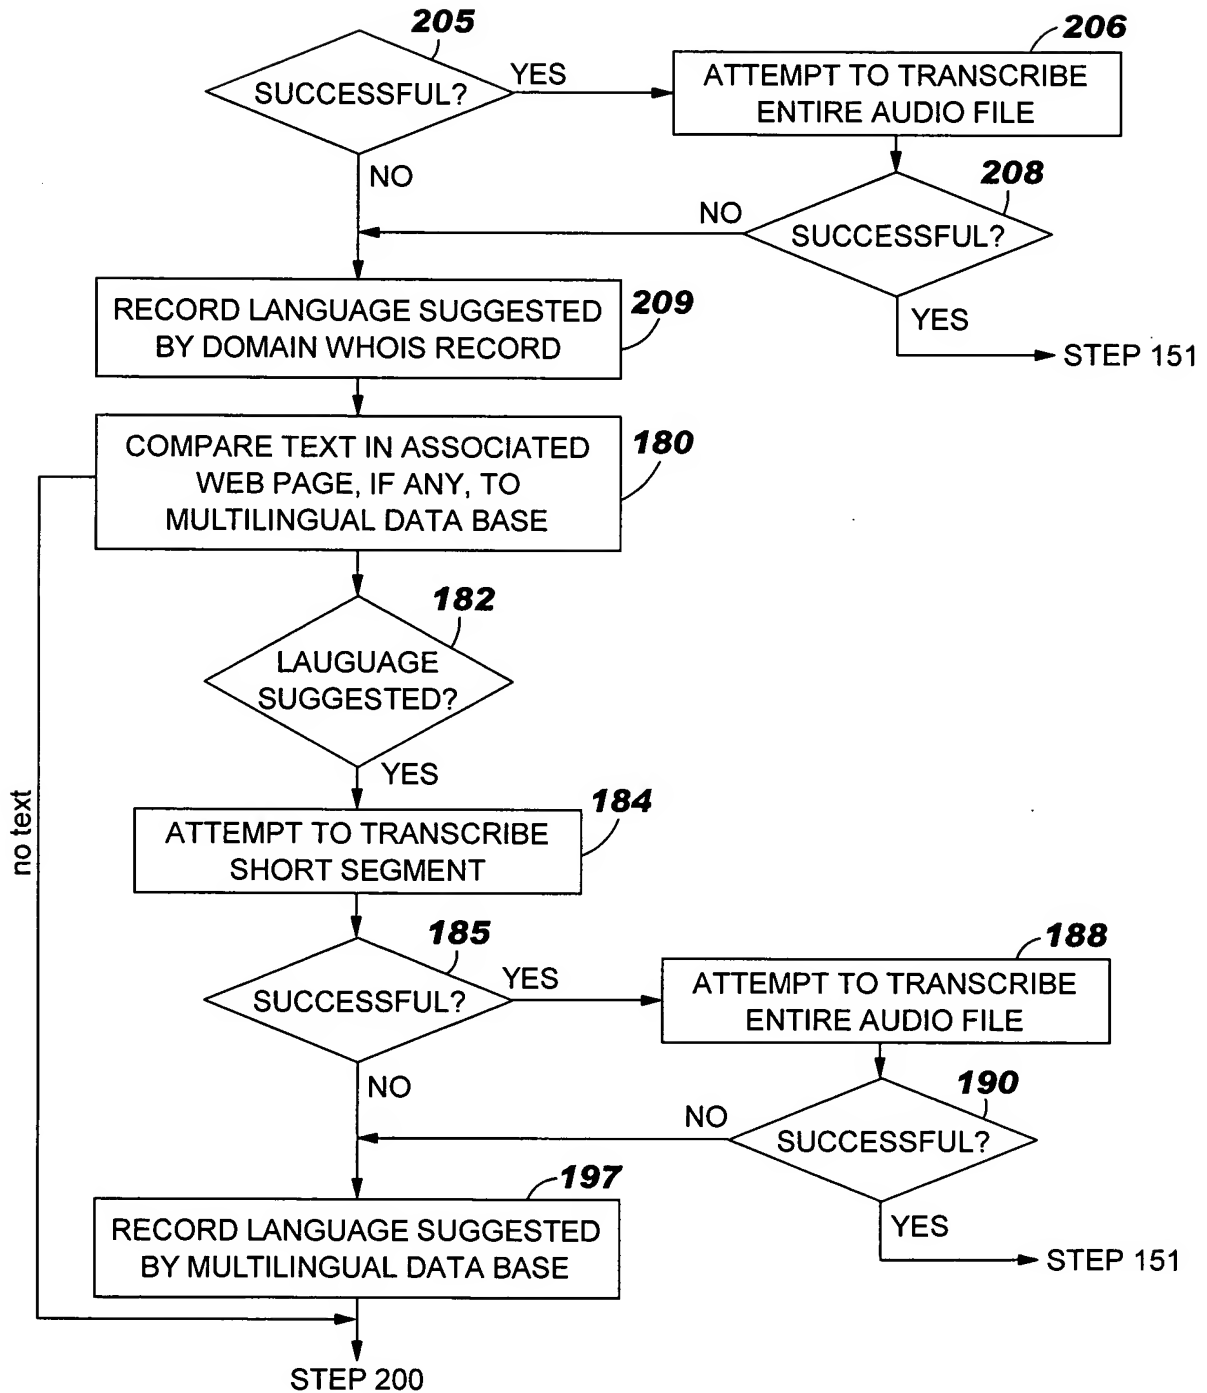 205
SUCCESSFUL?
YES
206
ATTEMPT TO TRANSCRIBE
ENTIRE AUDIO FILE
NO
208
SUCCESSFUL?
NO
YES
STEP 151
RECORD LANGUAGE SUGGESTED
BY DOMAIN WHOIS RECORD
209
COMPARE TEXT IN ASSOCIATED
WEB PAGE, IF ANY, TO
MULTILINGUAL DATA BASE
180
182
LAUGUAGE
SUGGESTED?
YES
no text
184
ATTEMPT TO TRANSCRIBE
SHORT SEGMENT
185
SUCCESSFUL?
YES
188
ATTEMPT TO TRANSCRIBE
ENTIRE AUDIO FILE
NO
190
SUCCESSFUL?
NO
YES
STEP 151
197
RECORD LANGUAGE SUGGESTED
BY MULTILINGUAL DATA BASE
STEP 200